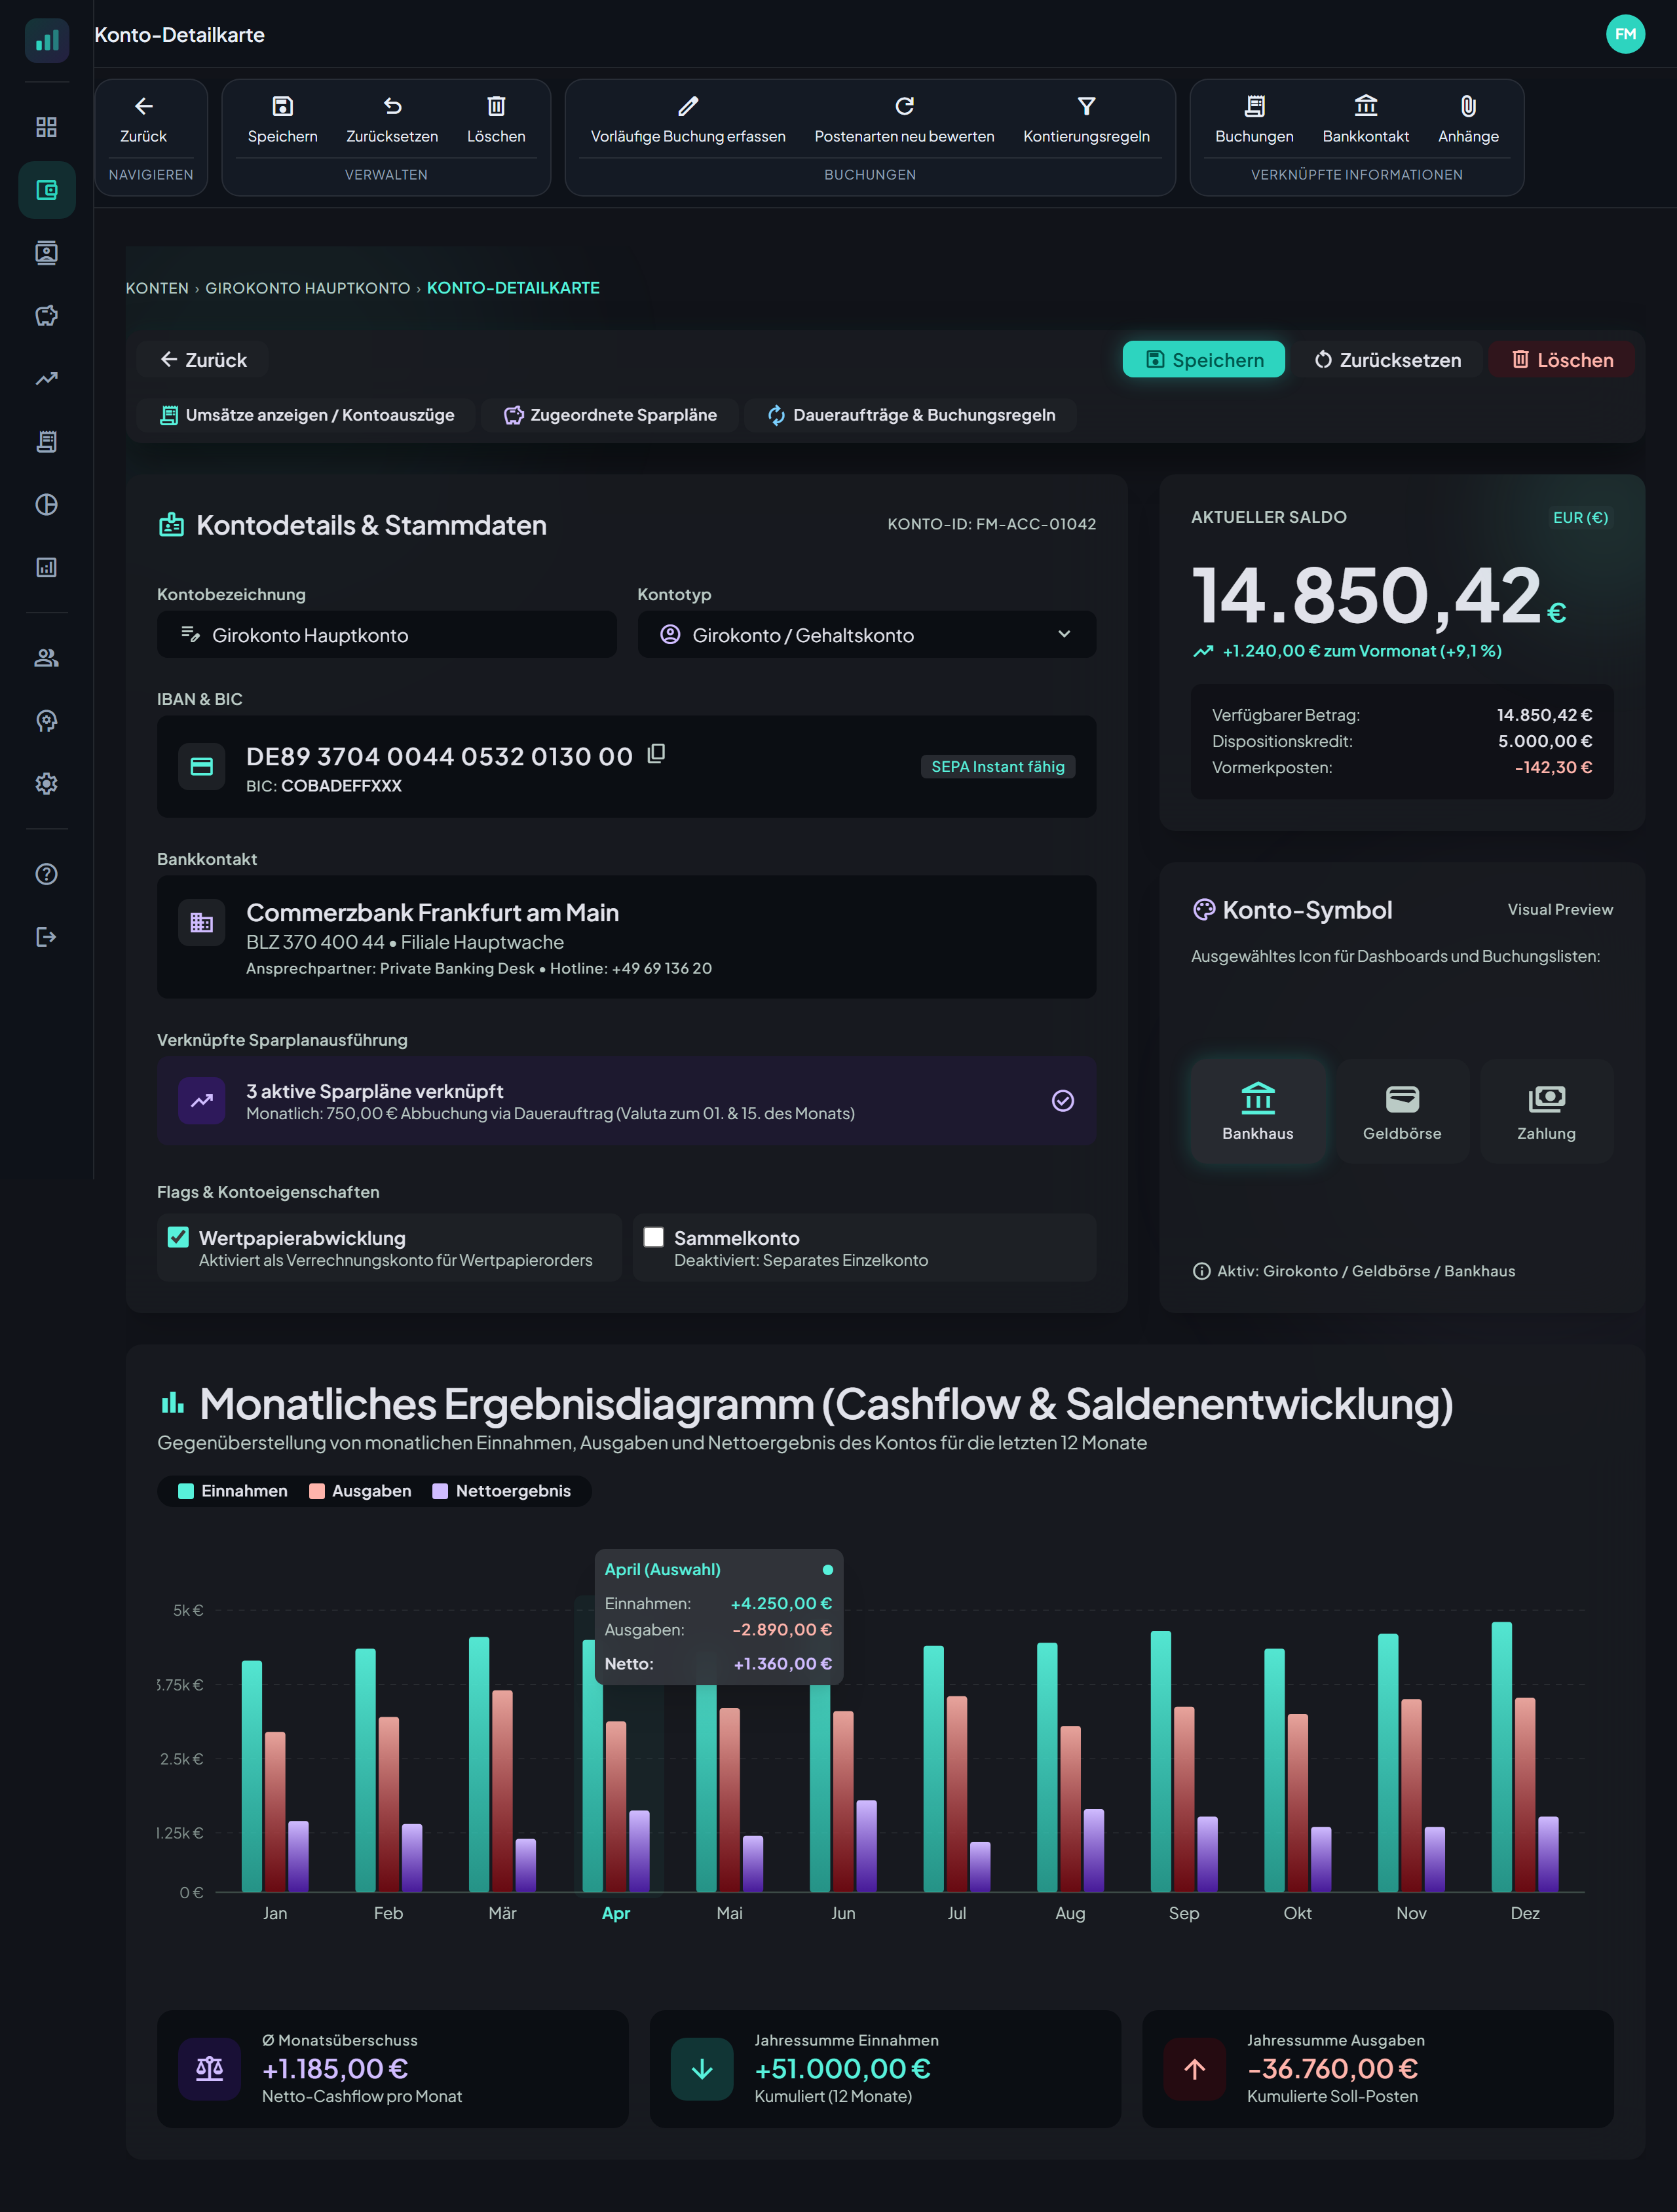 Konto-Detailkarte
FM
Zurück
NAVIGIEREN
Speichern Zurücksetzen Löschen
VERWALTEN
Vorläufige Buchung erfassen Postenarten neu bewerten Kontierungsregeln
BUCHUNGEN
Buchungen Bankkontakt Anhänge
VERKNÜPFTE INFORMATIONEN
KONTEN › GIROKONTO HAUPTKONTO › KONTO-DETAILKARTE
Zurück
Speichern Zurücksetzen Löschen
Umsätze anzeigen / Kontoauszüge Zugeordnete Sparpläne Daueraufträge & Buchungsregeln
Kontodetails & Stammdaten
KONTO-ID: FM-ACC-01042
Kontobezeichnung
Girokonto Hauptkonto
Kontotyp
Girokonto / Gehaltskonto
IBAN & BIC
DE89 3704 0044 0532 0130 00
BIC: COBADEFFXXX
SEPA Instant fähig
Bankkontakt
Commerzbank Frankfurt am Main
BLZ 370 400 44 • Filiale Hauptwache
Ansprechpartner: Private Banking Desk • Hotline: +49 69 136 20
Verknüpfte Sparplanausführung
3 aktive Sparpläne verknüpft
Monatlich: 750,00 € Abbuchung via Dauerauftrag (Valuta zum 01. & 15. des Monats)
Flags & Kontoeigenschaften
Wertpapierabwicklung
Aktiviert als Verrechnungskonto für Wertpapierorders
Sammelkonto
Deaktiviert: Separates Einzelkonto
AKTUELLER SALDO
EUR (€)
14.850,42 €
+1.240,00 € zum Vormonat (+9,1 %)
Verfügbarer Betrag: 14.850,42 €
Dispositionskredit: 5.000,00 €
Vormerkposten: -142,30 €
Konto-Symbol
Visual Preview
Ausgewähltes Icon für Dashboards und Buchungslisten:
Bankhaus Geldbörse Zahlung
Aktiv: Girokonto / Geldbörse / Bankhaus
Monatliches Ergebnisdiagramm (Cashflow & Saldenentwicklung)
Gegenüberstellung von monatlichen Einnahmen, Ausgaben und Nettoergebnis des Kontos für die letzten 12 Monate
Einnahmen Ausgaben Nettoergebnis
April (Auswahl)
Einnahmen: +4.250,00 €
Ausgaben: -2.890,00 €
Netto: +1.360,00 €
5k €
3.75k €
2.5k €
1.25k €
0 €
Jan Feb Mär Apr Mai Jun Jul Aug Sep Okt Nov Dez
Ø Monatsüberschuss
+1.185,00 €
Netto-Cashflow pro Monat
Jahressumme Einnahmen
+51.000,00 €
Kumuliert (12 Monate)
Jahressumme Ausgaben
-36.760,00 €
Kumulierte Soll-Posten